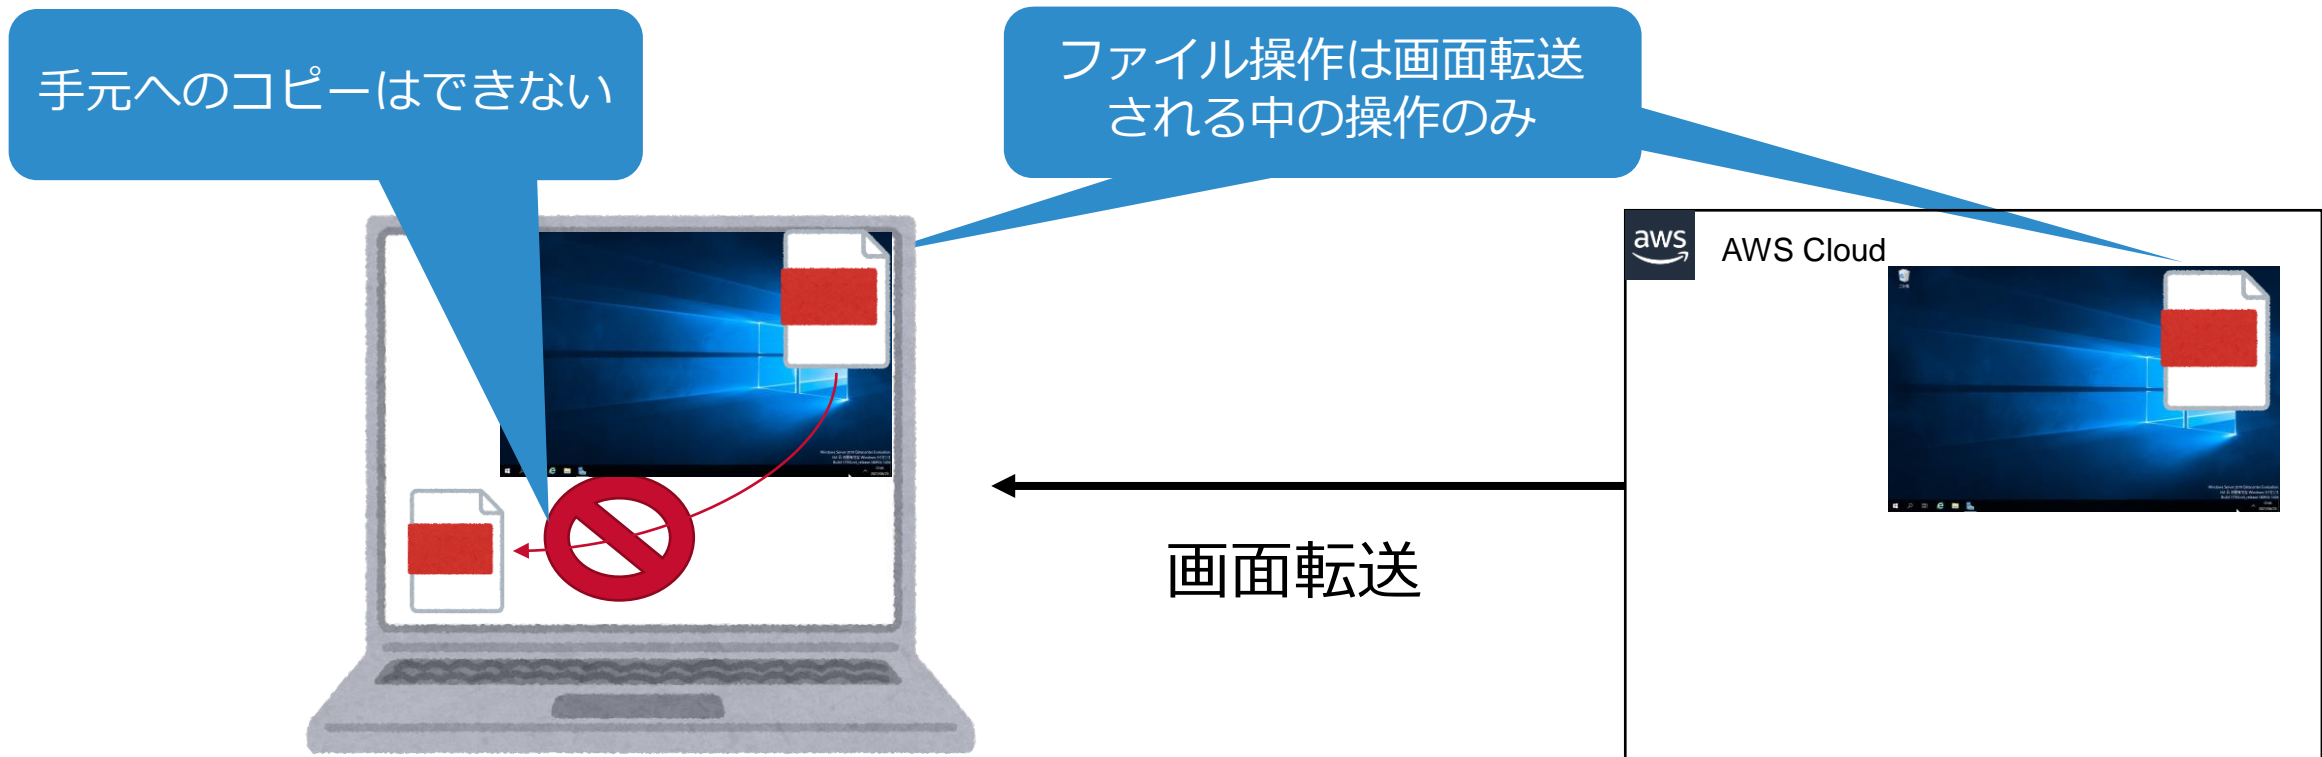 手元へのコピーはできない
ファイル操作は画面転送
される中の操作のみ
aws
AWS Cloud
画面転送